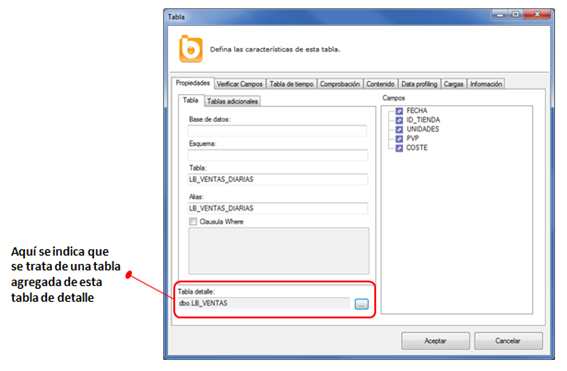 Tabla
Defina las características de esta tabla.
Propiedades Verificar Campos Tabla de tiempo Comprobación Contenido Data profiling Cargas Información
Tabla Tablas adicionales
Base de datos:
Esquema:
Tabla:
LB_VENTAS_DIARIAS
Alias:
LB_VENTAS_DIARIAS
Clausula Where
Tabla detalle:
dbo.LB_VENTAS
...
Campos
FECHA
ID_TIENDA
UNIDADES
PVP
COSTE
Aceptar
Cancelar
Aquí se indica que
se trata de una tabla
agregada de esta
tabla de detalle